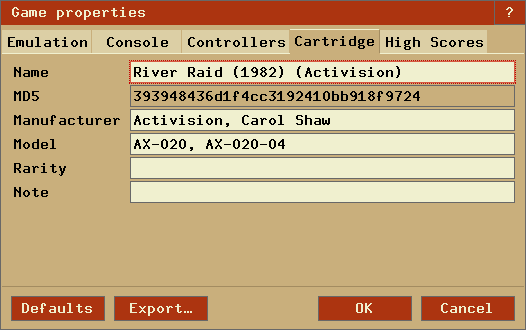 Game properties ?
Emulation Console Controllers Cartridge High Scores
Name River Raid (1982) (Activision)
MD5 393948436d1f4cc3192410bb918f9724
Manufacturer Activision, Carol Shaw
Model AX-020, AX-020-04
Rarity
Note
Defaults Export… OK Cancel